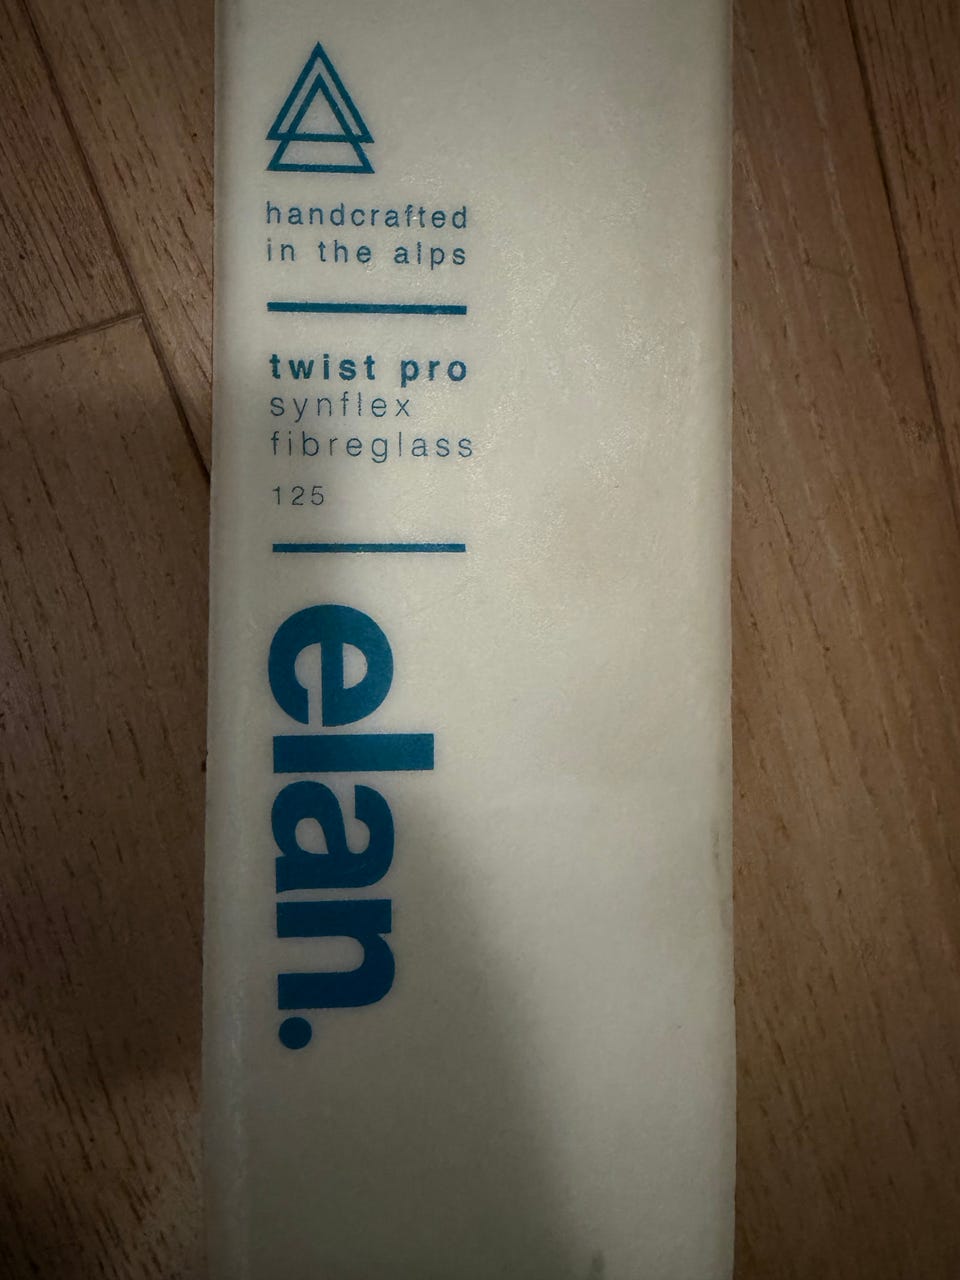 handcrafted
in the alps
twist pro
synflex
fibreglass
125
elan.